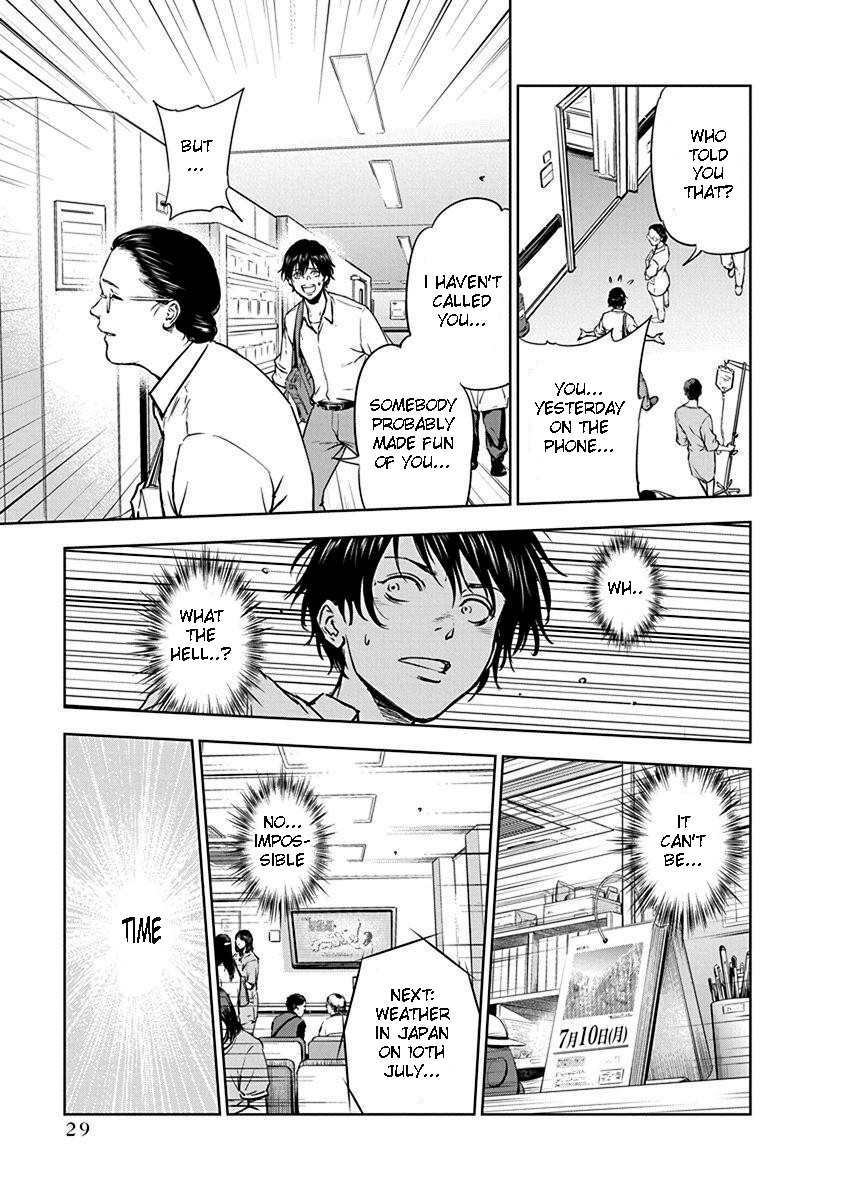 WHO
TOLD
YOU
THAT?
YOU...
YESTERDAY
ON THE
PHONE...
I HAVEN'T
CALLED
YOU...
SOMEBODY
PROBABLY
MADE FUN
OF YOU...
BUT
...
WH..
WHAT
THE
HELL..?
IT
CAN'T
BE...
7月10日(月)
NO...
IMPOS-
SIBLE
NEXT:
WEATHER
IN JAPAN
ON 10TH
JULY...
TIME
29